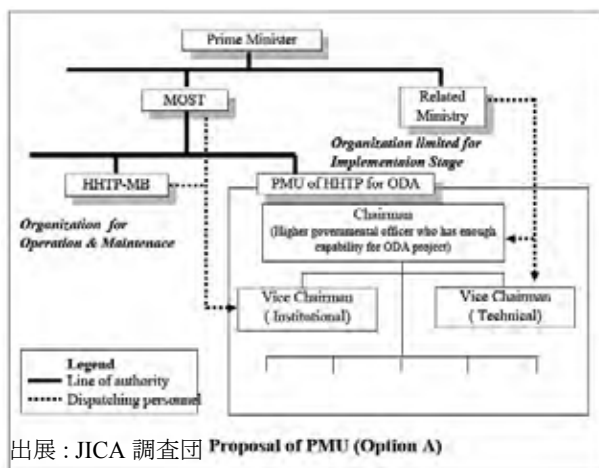 Prime Minister
MOST
Related
Ministry
Organization limited for
Implementaion Stage
HHTP-MB
PMU of HHTP for ODA
Organization for
Operation & Maintenace
Chairman
(Higher governmental officer who has enough
capability for ODA project)
Vice Chairman
( Institutional)
Vice Chairman
( Technical)
Legend
Line of authority
Dispatching personnel
出展 : JICA 調査団 Proposal of PMU (Option A)